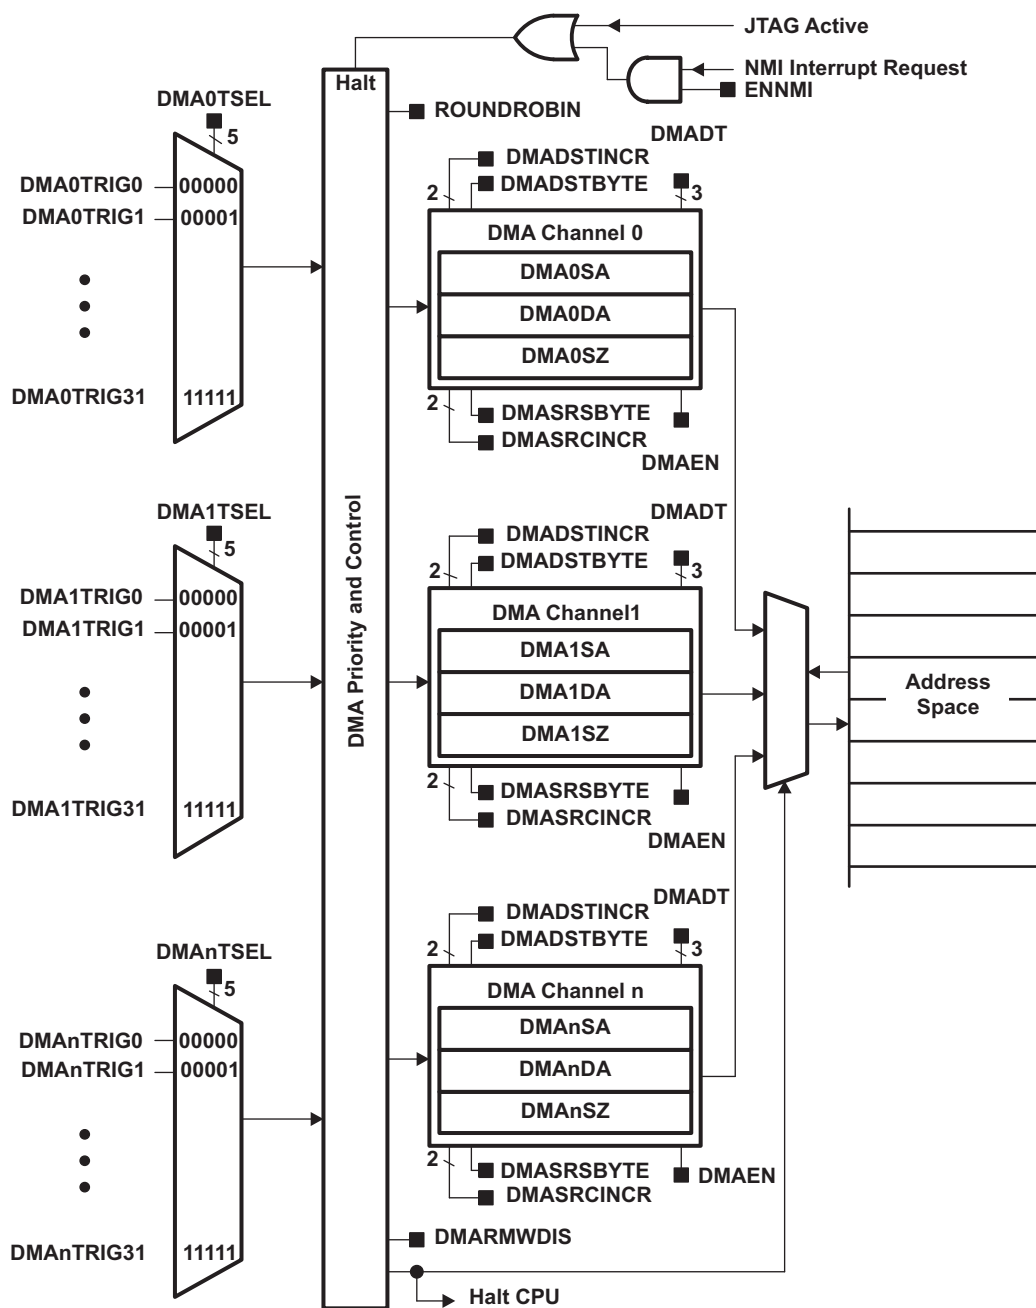 JTAG Active
NMI Interrupt Request
ENNMI
Halt
ROUNDROBIN
DMA Priority and Control
DMA0TSEL
5
DMA0TRIG0
00000
DMA0TRIG1
00001
DMA0TRIG31
11111
DMADT
DMADSTINCR
DMADSTBYTE
2
3
DMA Channel 0
DMA0SA
DMA0DA
DMA0SZ
2
DMASRSBYTE
DMASRCINCR
DMAEN
DMA1TSEL
5
DMA1TRIG0
00000
DMA1TRIG1
00001
DMA1TRIG31
11111
DMADT
DMADSTINCR
DMADSTBYTE
2
3
DMA Channel1
DMA1SA
DMA1DA
DMA1SZ
2
DMASRSBYTE
DMASRCINCR
DMAEN
Address
Space
DMAnTSEL
5
DMAnTRIG0
00000
DMAnTRIG1
00001
DMAnTRIG31
11111
DMADT
DMADSTINCR
DMADSTBYTE
2
3
DMA Channel n
DMAnSA
DMAnDA
DMAnSZ
2
DMASRSBYTE
DMASRCINCR
DMAEN
DMARMWDIS
Halt CPU